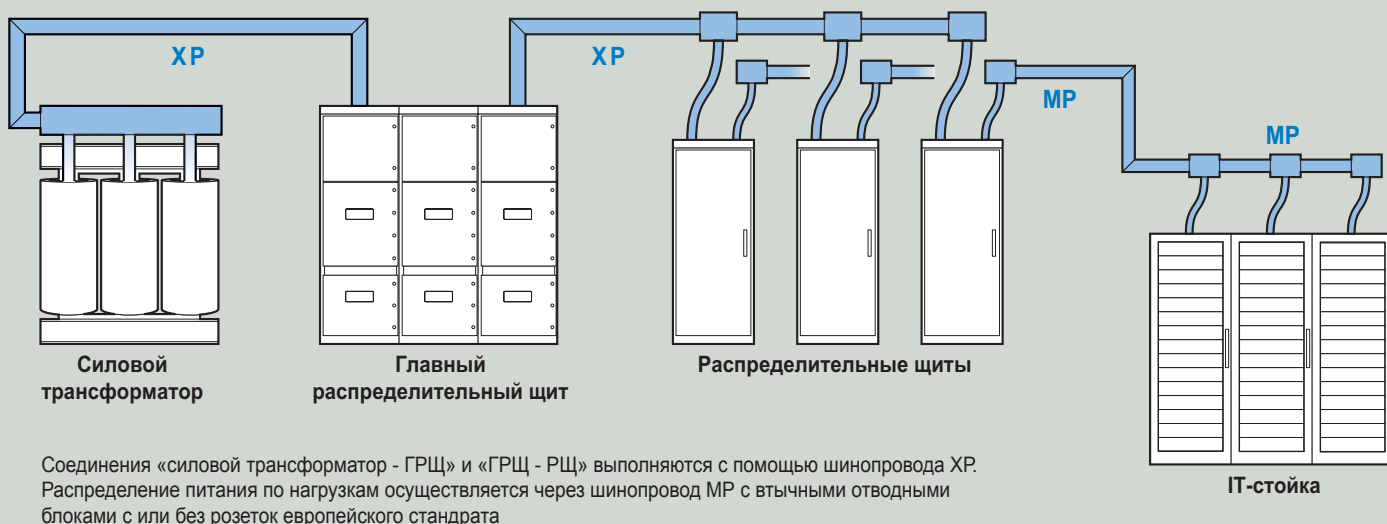 XP
XP
MP
MP
Силовой
трансформатор
Главный
распределительный щит
Распределительные щиты
IT-стойка
Соединения «силовой трансформатор - ГРЩ» и «ГРЩ - РЩ» выполняются с помощью шинопровода XP.
Распределение питания по нагрузкам осуществляется через шинопровод МР с втычными отводными
блоками с или без розеток европейского стандрата